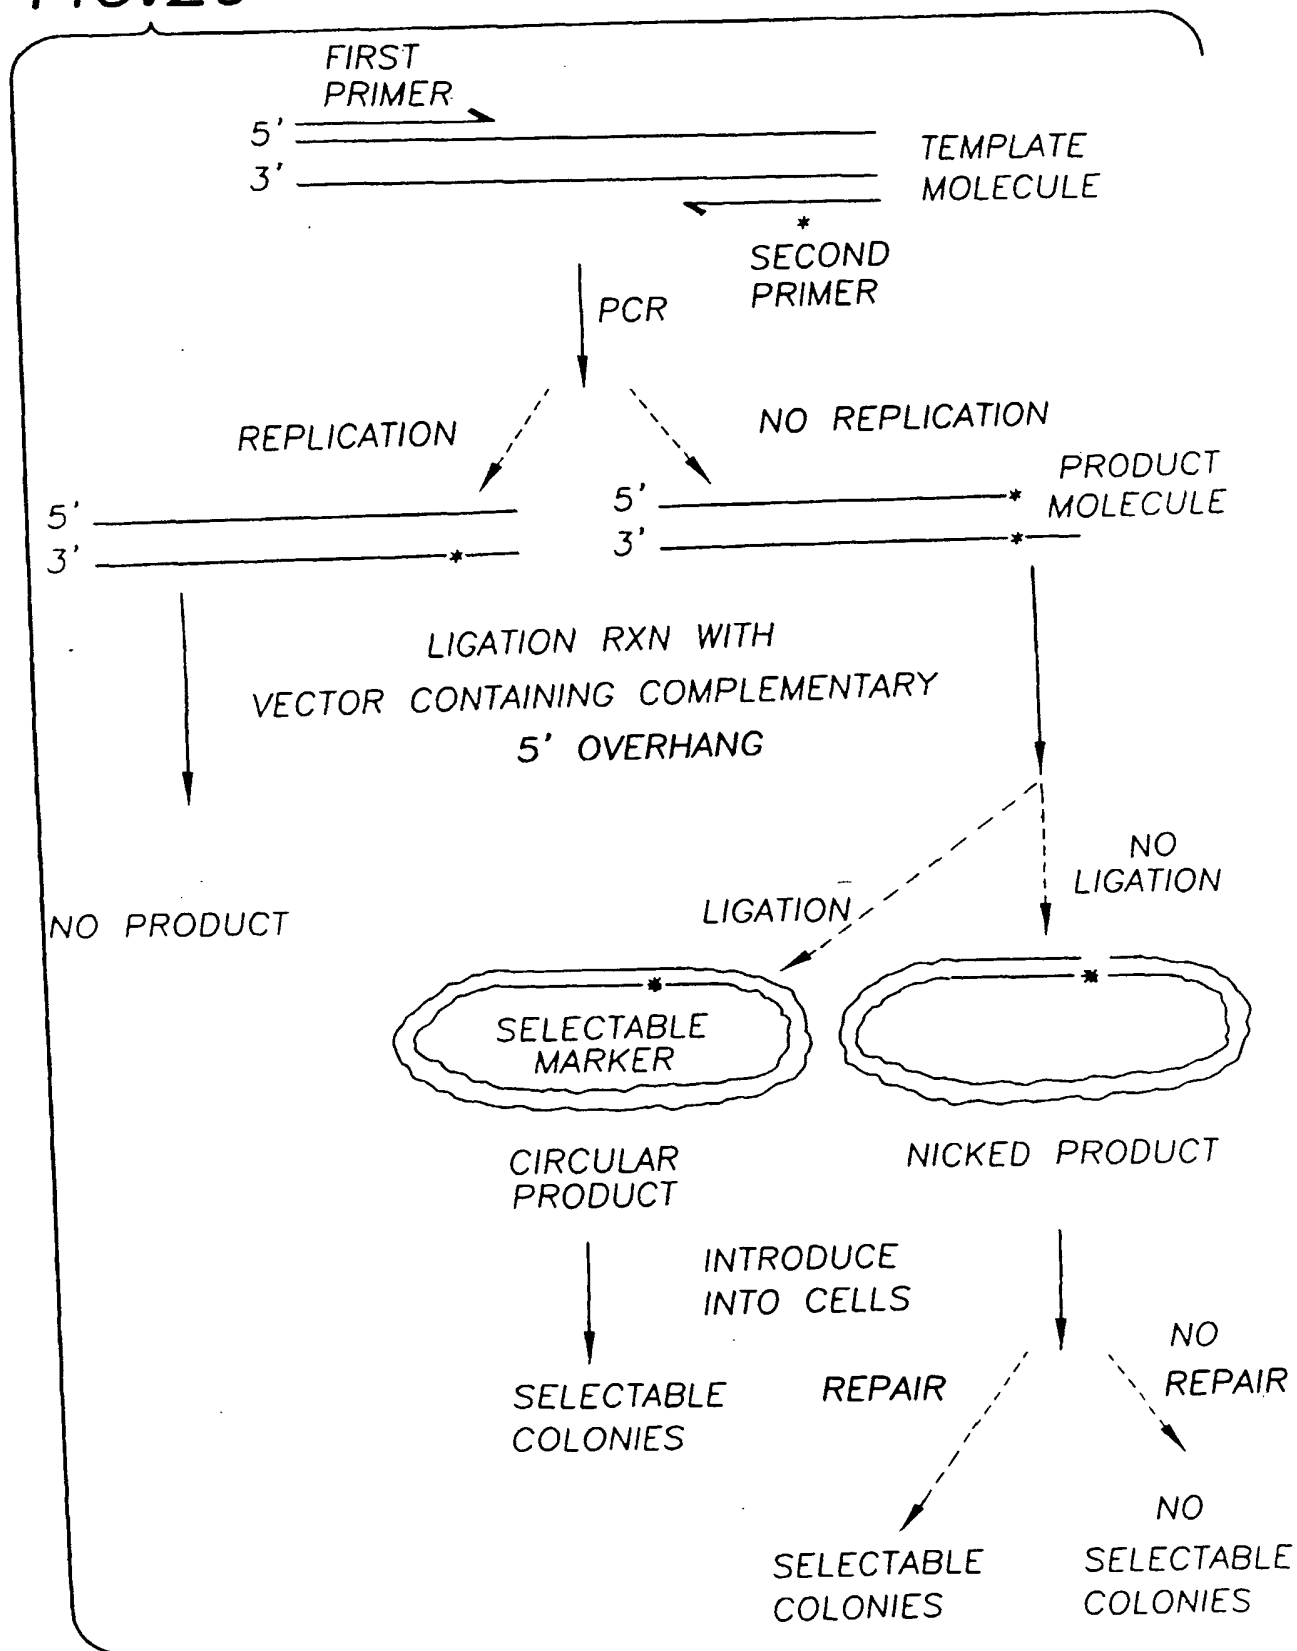 FIRST
PRIMER
5'
3'
TEMPLATE
MOLECULE
*
SECOND
PRIMER
PCR
REPLICATION
NO REPLICATION
PRODUCT
MOLECULE
5'
3'
*
5'
3'
*
*
LIGATION RXN WITH
VECTOR CONTAINING COMPLEMENTARY
5' OVERHANG
NO PRODUCT
LIGATION
NO
LIGATION
*
SELECTABLE
MARKER
*
CIRCULAR
PRODUCT
NICKED PRODUCT
INTRODUCE
INTO CELLS
SELECTABLE
COLONIES
REPAIR
NO
REPAIR
SELECTABLE
COLONIES
NO
SELECTABLE
COLONIES